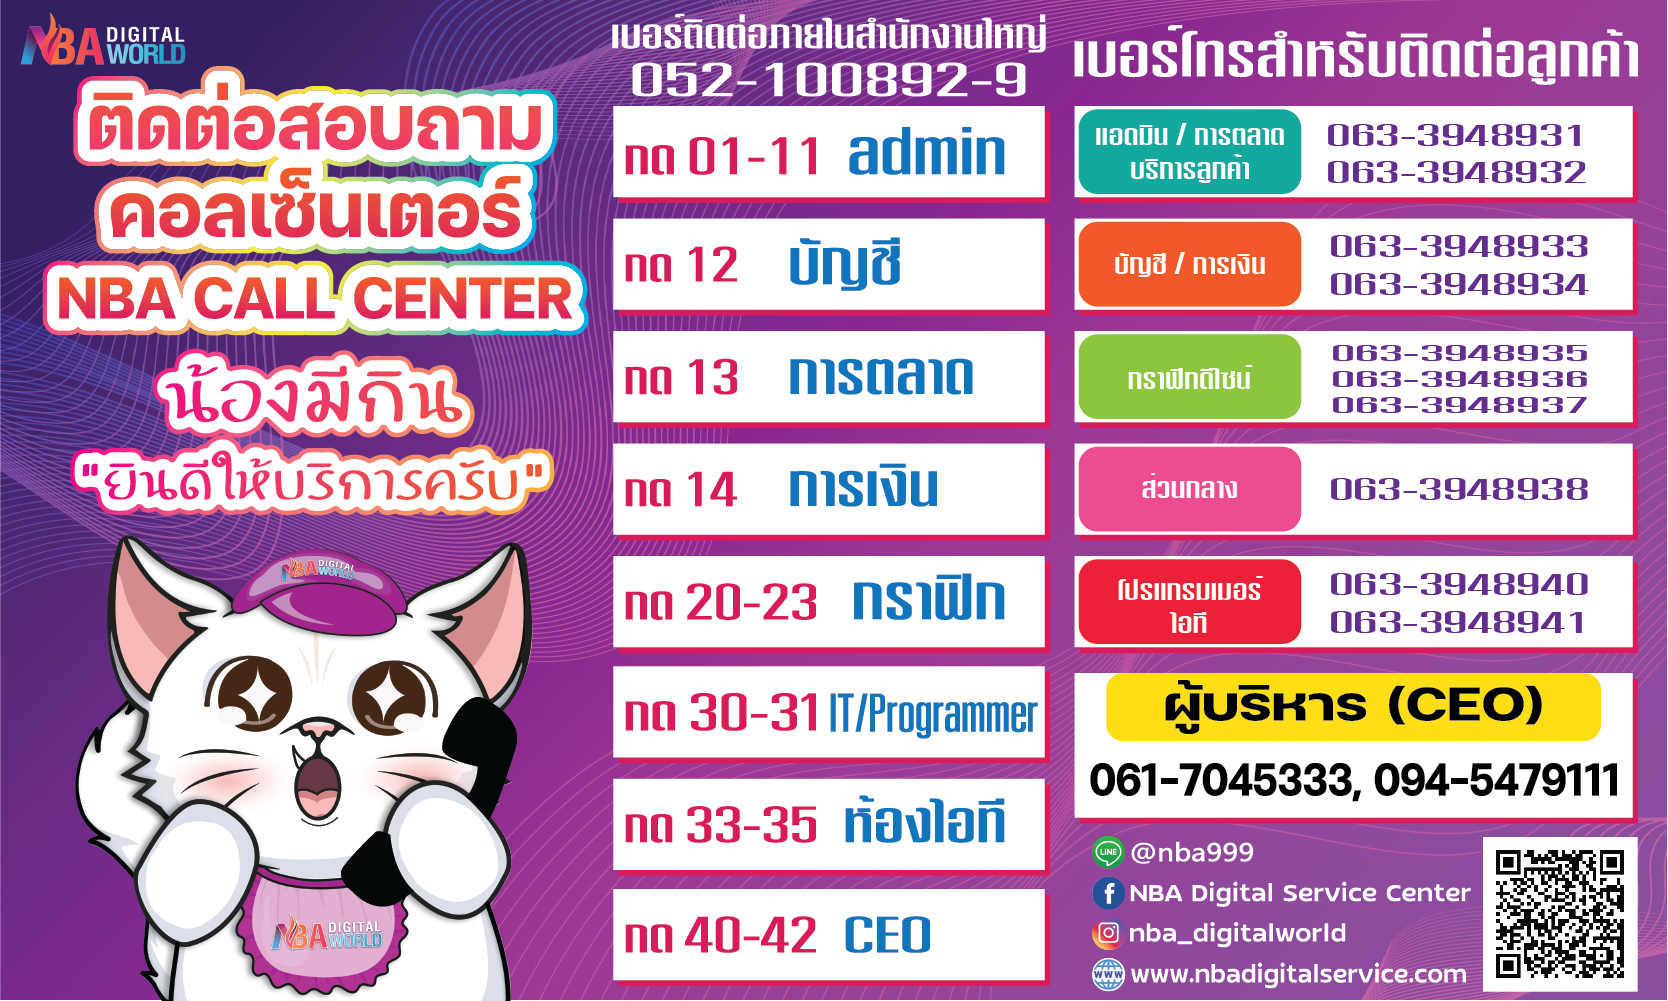 NBA DIGITAL
WORLD
ติดต่อสอบถาม
คอลเซ็นเตอร์
NBA CALL CENTER
น้องมีกิน
"ยินดีให้บริการครับ"
NBA DIGITAL
WORLD
NBA DIGITAL
WORLD
เบอร์ติดต่อภายในสำนักงานใหญ่
052-100892-9
กด 01-11 admin
กด 12 บัญชี
กด 13 การตลาด
กด 14 การเงิน
กด 20-23 กราฟิก
กด 30-31 IT/Programmer
กด 33-35 ห้องไอที
กด 40-42 CEO
เบอร์โทรสำหรับติดต่อลูกค้า
แอดมิน / การตลาด
บริการลูกค้า
063-3948931
063-3948932
บัญชี / การเงิน
063-3948933
063-3948934
กราฟิกดีไซน์
063-3948935
063-3948936
063-3948937
ส่วนกลาง
063-3948938
โปรแกรมเมอร์
ไอที
063-3948940
063-3948941
ผู้บริหาร (CEO)
061-7045333, 094-5479111
LINE @nba999
f NBA Digital Service Center
nba_digitalworld
www www.nbadigitalservice.com